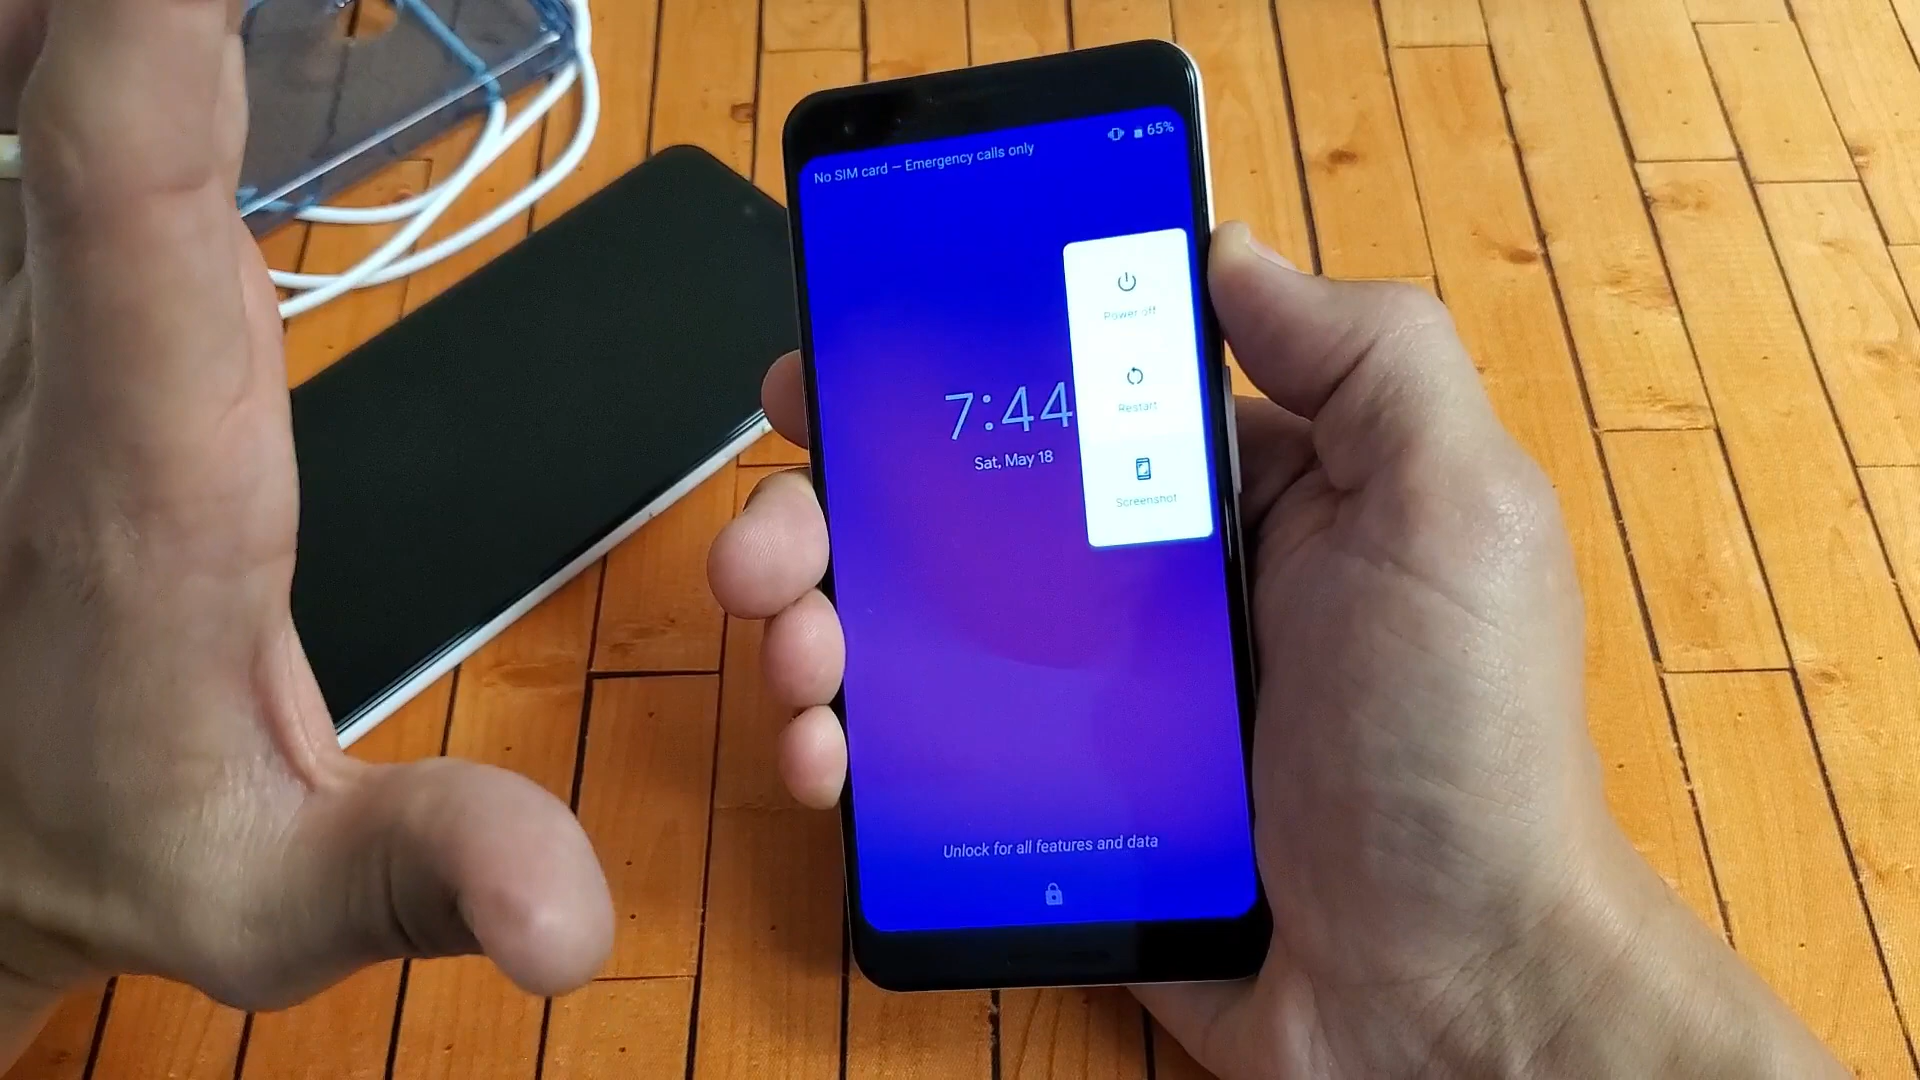 65%
No SIM card — Emergency calls only
Power off
Restart
7:44
Sat, May 18
Screenshot
Unlock for all features and data